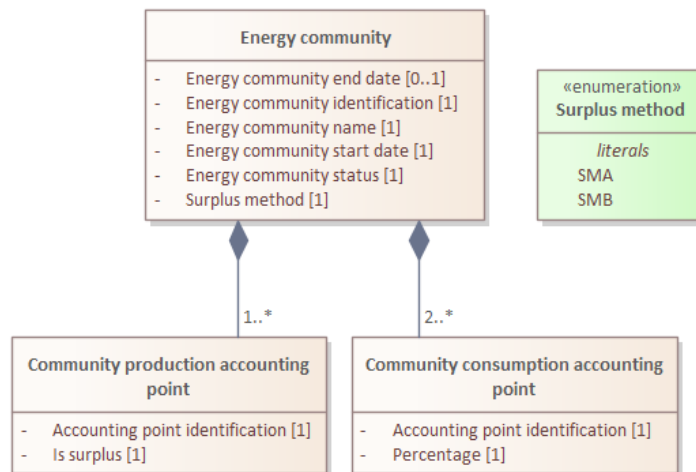 Energy community
- Energy community end date [0..1]
- Energy community identification [1]
- Energy community name [1]
- Energy community start date [1]
- Energy community status [1]
- Surplus method [1]
«enumeration»
Surplus method
literals
SMA
SMB
1..*
2..*
Community production accounting
point
- Accounting point identification [1]
- Is surplus [1]
Community consumption accounting
point
- Accounting point identification [1]
- Percentage [1]